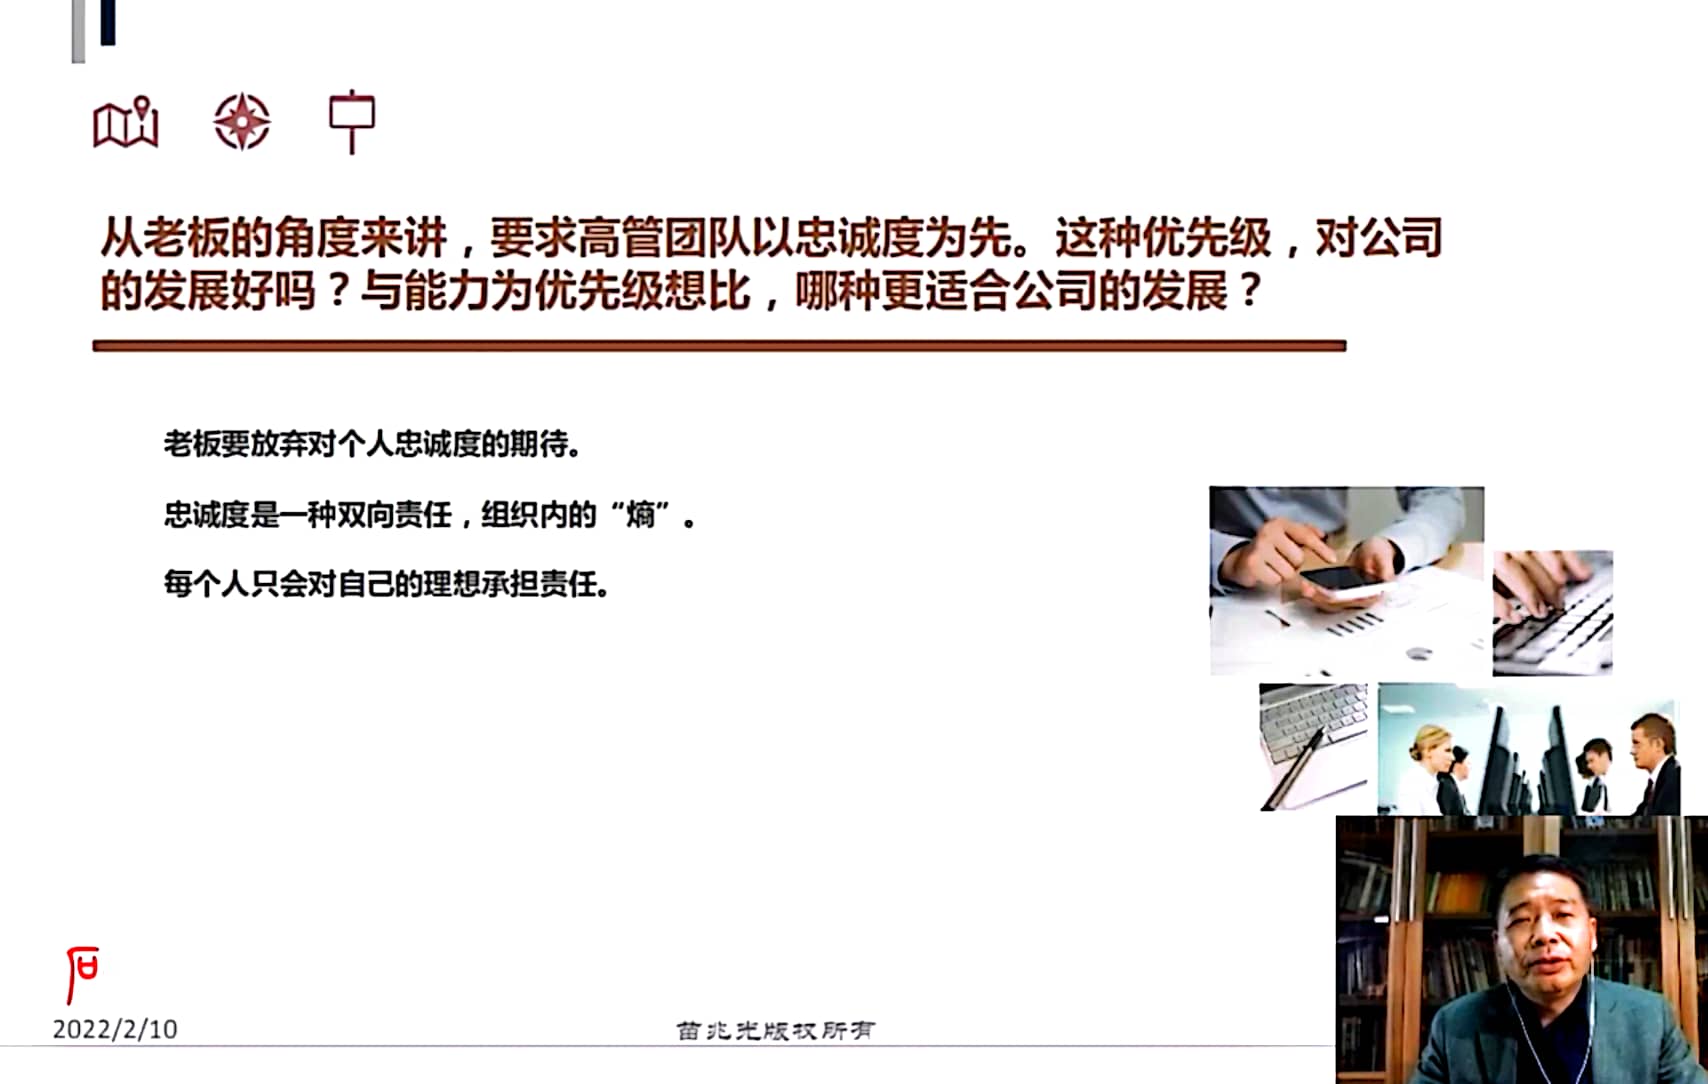 从老板的角度来讲，要求高管团队以忠诚度为先。这种优先级，对公司
的发展好吗？与能力为优先级想比，哪种更适合公司的发展？
老板要放弃对个人忠诚度的期待。
忠诚度是一种双向责任，组织内的“熵”。
每个人只会对自己的理想承担责任。
2022/2/10
苗兆光版权所有